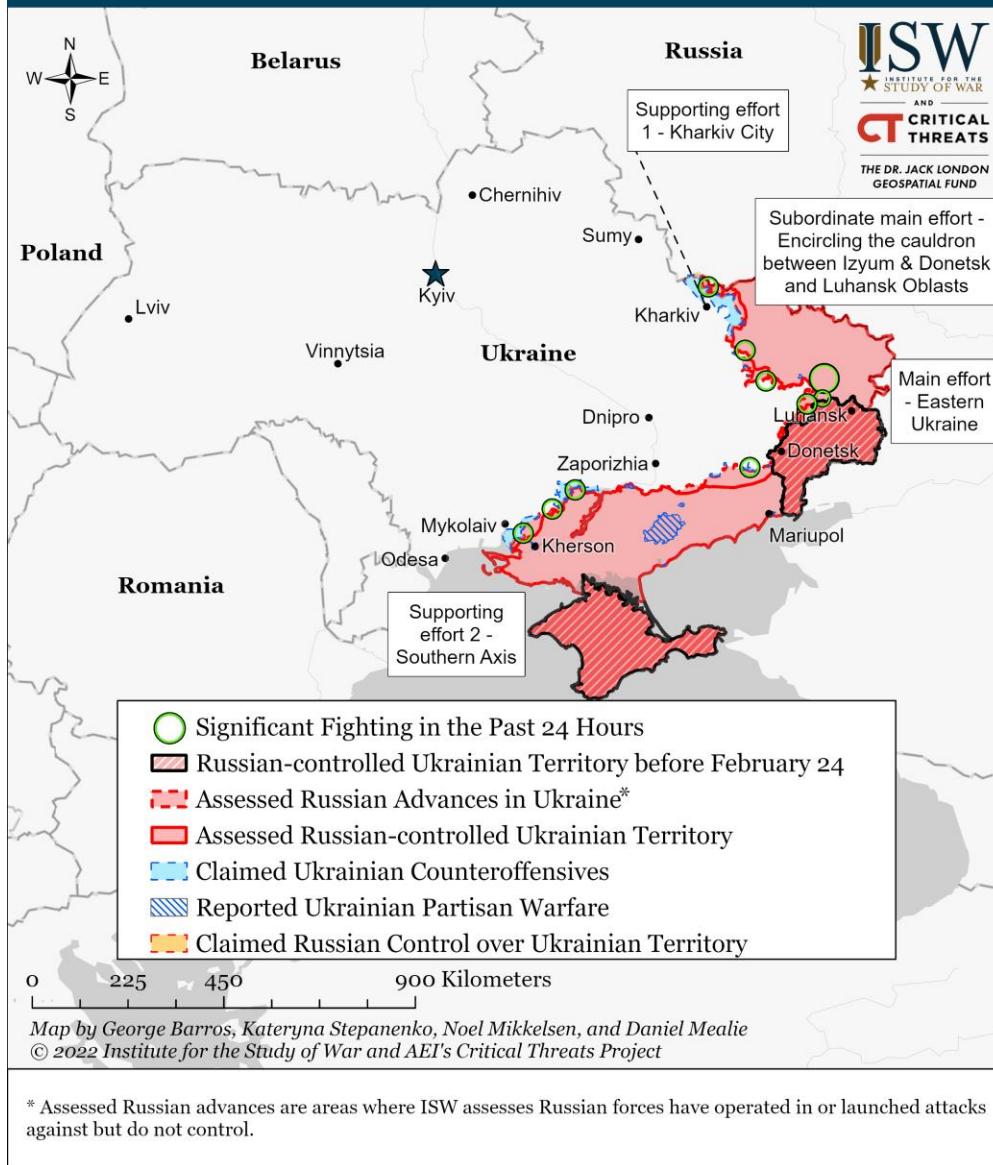 N
W
E
S
Belarus
Russia
ISW
INSTITUTE FOR THE
STUDY OF WAR
AND
CT CRITICAL
THREATS
THE DR. JACK LONDON
GEOSPATIAL FUND
Supporting effort
1 - Kharkiv City
Chernihiv
Sumy
Subordinate main effort -
Encircling the cauldron
between Izyum & Donetsk
and Luhansk Oblasts
Poland
Kyiv
Lviv
Kharkiv
Vinnytsia
Ukraine
Main effort
- Eastern
Ukraine
Dnipro
Luhansk
Donetsk
Zaporizhia
Mykolaiv
Kherson
Mariupol
Odesa
Romania
Supporting
effort 2 -
Southern Axis
Significant Fighting in the Past 24 Hours
Russian-controlled Ukrainian Territory before February 24
Assessed Russian Advances in Ukraine*
Assessed Russian-controlled Ukrainian Territory
Claimed Ukrainian Counteroffensives
Reported Ukrainian Partisan Warfare
Claimed Russian Control over Ukrainian Territory
0 225 450 900 Kilometers
Map by George Barros, Kateryna Stepanenko, Noel Mikkelsen, and Daniel Mealie
© 2022 Institute for the Study of War and AEI's Critical Threats Project
* Assessed Russian advances are areas where ISW assesses Russian forces have operated in or launched attacks
against but do not control.